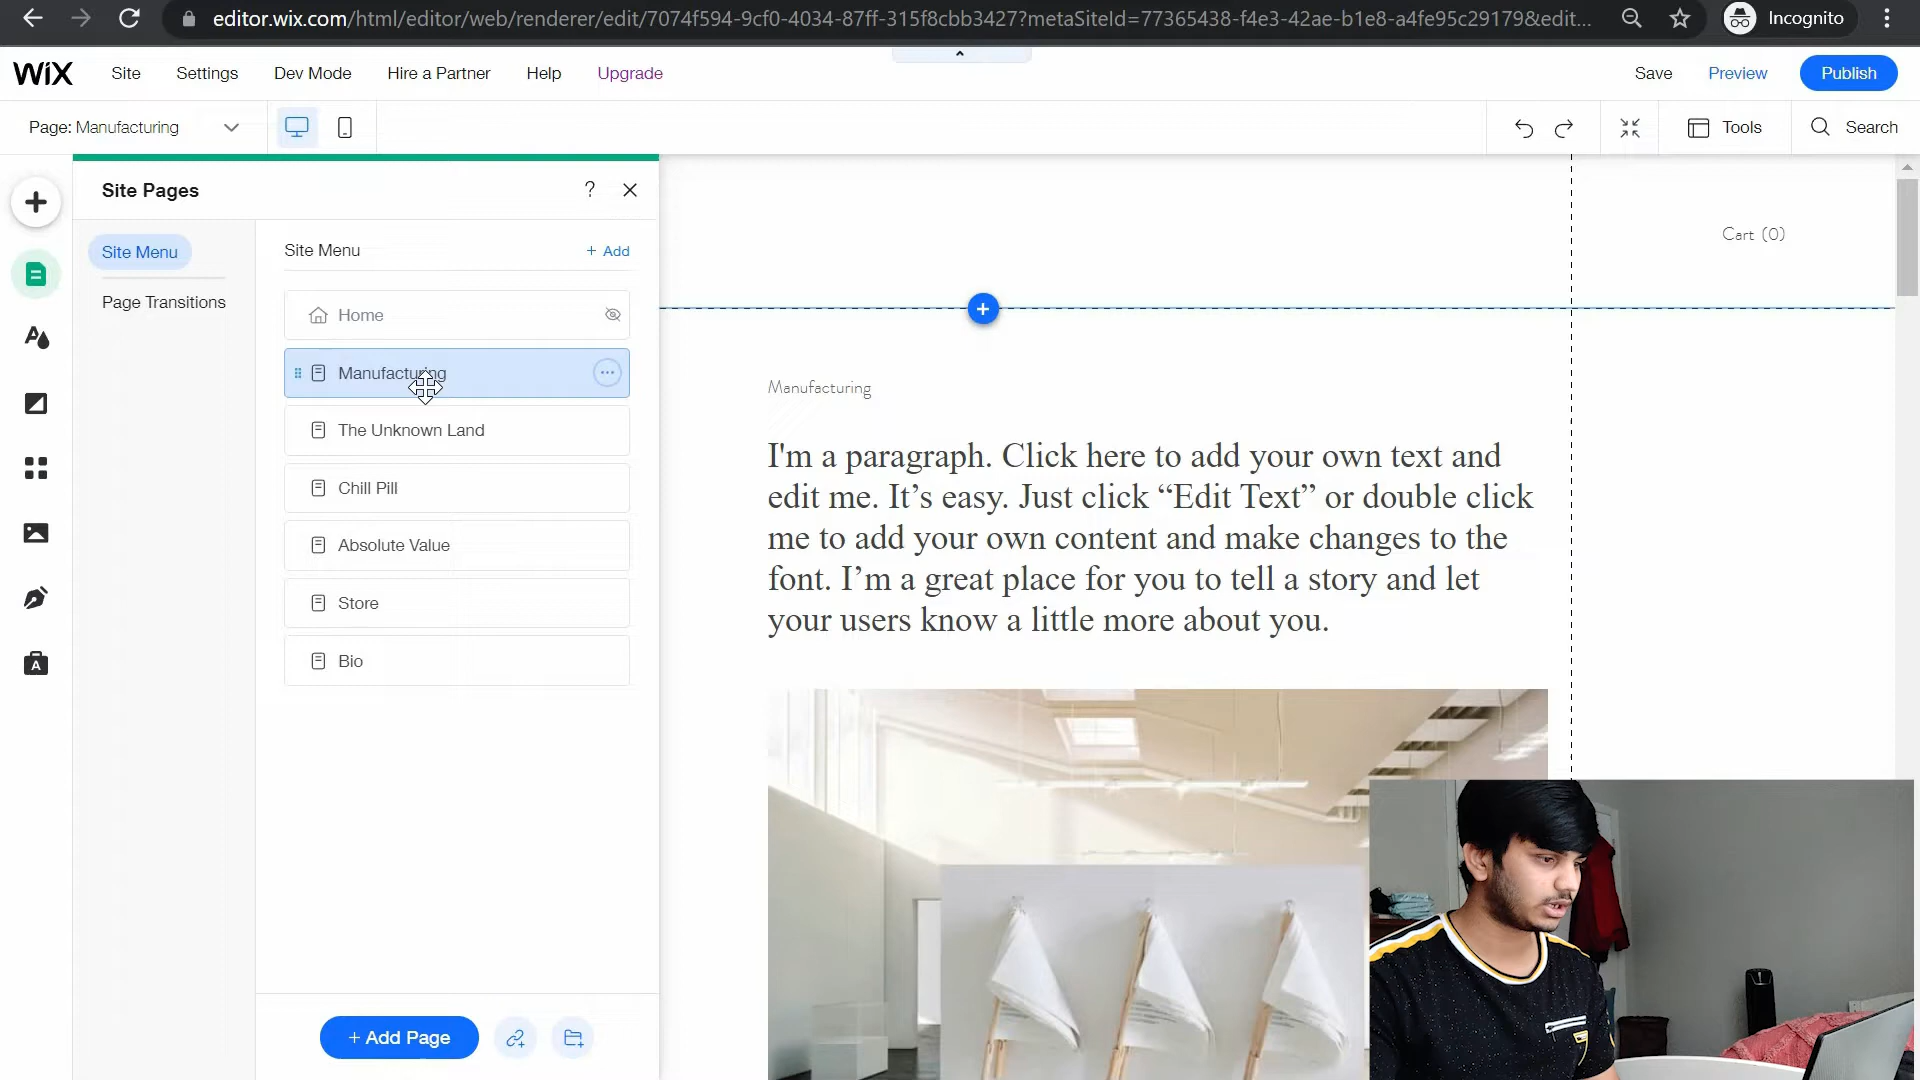 editor.wix.com/html/editor/web/renderer/edit/7074f594-9cf0-4034-87ff-315f8cbb3427?metaSiteId=77365438-f4e3-42ae-b1e8-a4fe95c29179&edit...
Incognito
WiX
Site
Settings
Dev Mode
Hire a Partner
Help
Upgrade
Save
Preview
Publish
Page: Manufacturing
Tools
Search
Site Pages
?
Site Menu
Page Transitions
Site Menu
+ Add
Home
Manufacturing
The Unknown Land
Chill Pill
Absolute Value
Store
Bio
+ Add Page
Cart (0)
Manufacturing
I'm a paragraph. Click here to add your own text and
edit me. It’s easy. Just click “Edit Text” or double click
me to add your own content and make changes to the
font. I’m a great place for you to tell a story and let
your users know a little more about you.
A